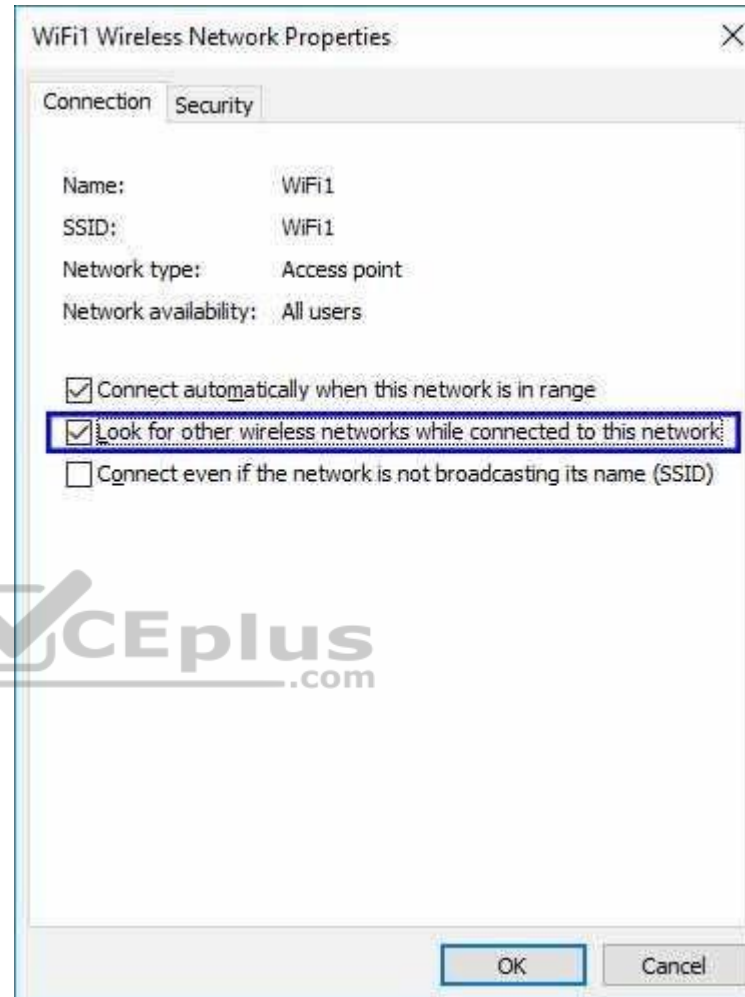 WiFi1 Wireless Network Properties
Connection Security
Name: WiFi1
SSID: WiFi1
Network type: Access point
Network availability: All users
Connect automatically when this network is in range
Look for other wireless networks while connected to this network
Connect even if the network is not broadcasting its name (SSID)
CEplus
.com
OK Cancel